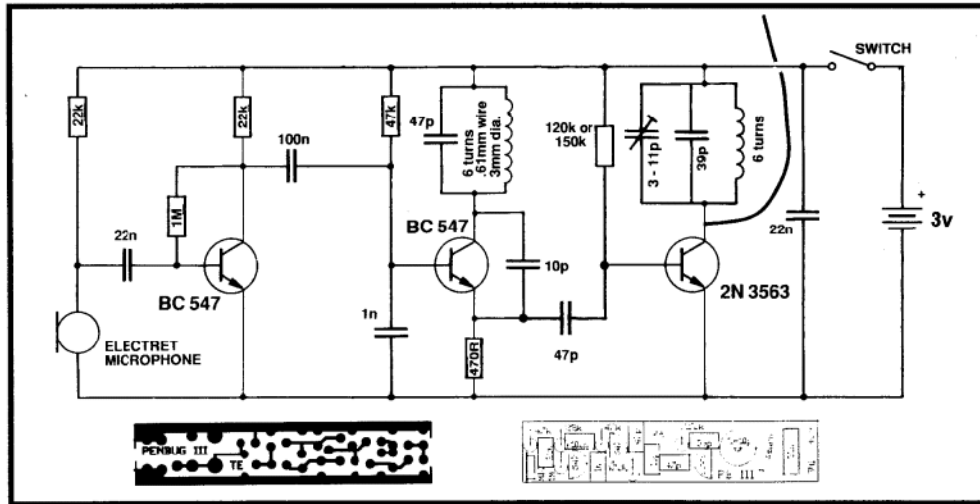 SWITCH
22k
22k
47k
47p
6 turns
.61mm wire
3mm dia.
120k or
150k
3 - 11p
39p
6 turns
100n
1M
22n
BC 547
BC 547
10p
2N 3563
22n
+
3v
1n
ELECTRET
MICROPHONE
470R
47p
PENBUG III
TE
PB III